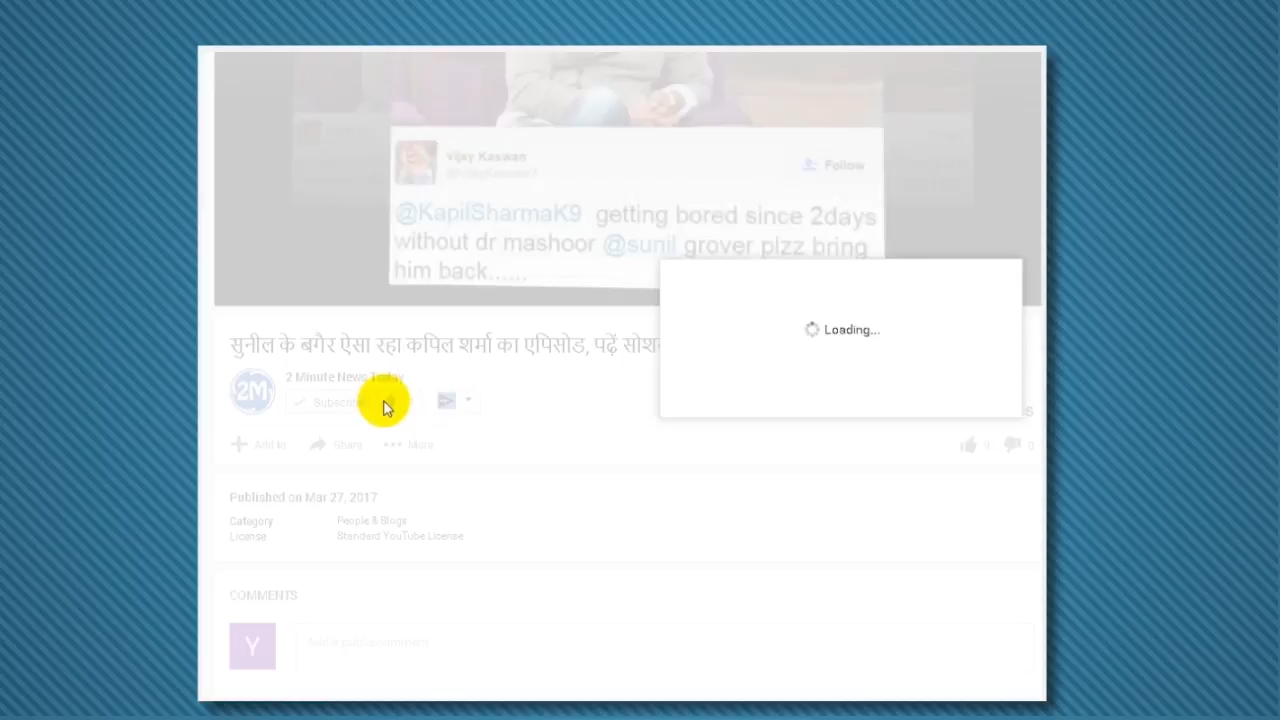 Vijay Kaswan
Follow
@KapilSharmaK9 getting bored since 2days
without dr mashoor @sunil grover plzz bring
him back......
Loading...
सुनील के बगैर ऐसा रहा कपिल शर्मा का एपिसोड, पढ़ें सोश
2M
2 Minute News Today
Subscribe
Add to Share More
9 0
Published on Mar 27, 2017
Category People & Blogs
License Standard YouTube License
COMMENTS
Y
Add a public comment